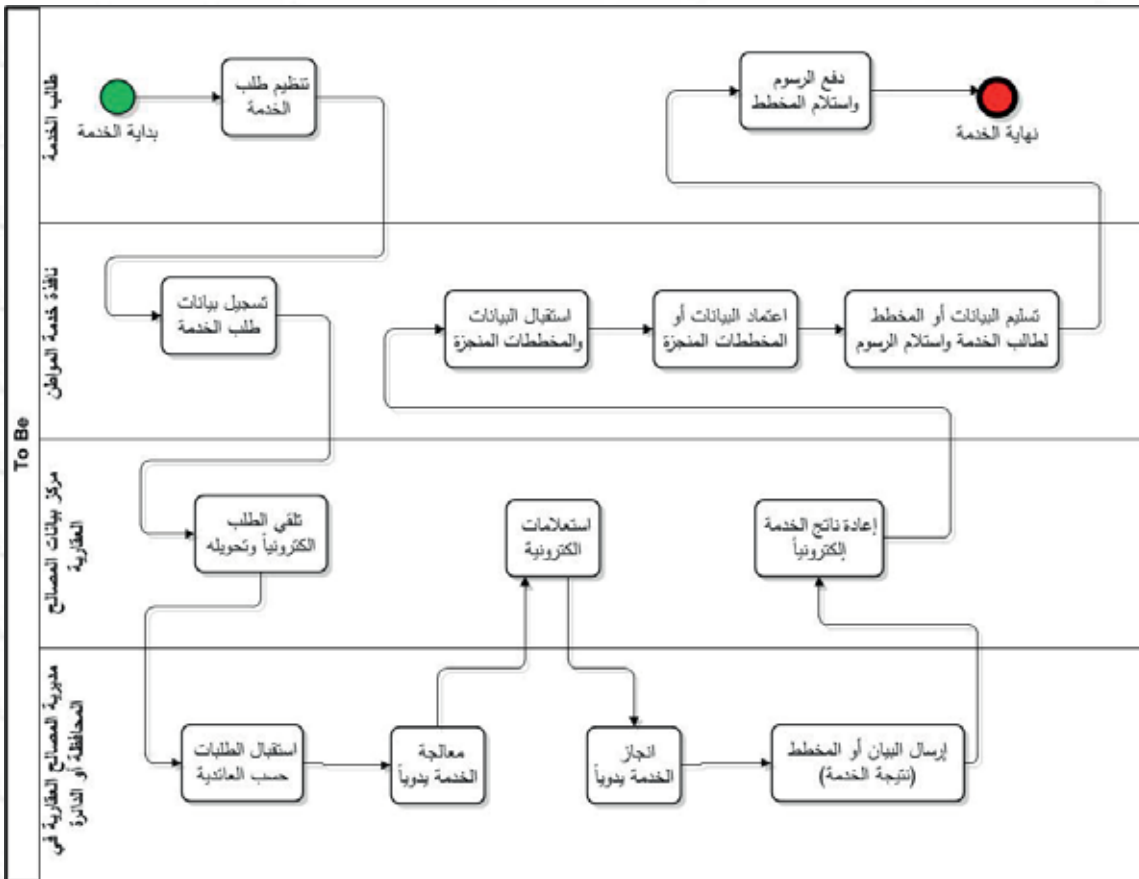 To Be
طالب الخدمة
بداية الخدمة
تنظيم طلب
الخدمة
دفع الرسوم
واستلام المخطط
نهاية الخدمة
نافذة خدمة المواطن
تسجيل بيانات
طلب الخدمة
استقبال البيانات
والمخططات المنجزة
اعتماد البيانات أو
المخططات المنجزة
تسليم البيانات أو المخطط
لطالب الخدمة واستلام الرسوم
مركز بيانات المصالح
العقارية
تلقي الطلب
الكترونياً وتحويله
استعلامات
الكترونية
إعادة ناتج الخدمة
إلكترونياً
مديرية المصالح العقارية في
المحافظة أو الدائرة
استقبال الطلبات
حسب العائدية
معالجة
الخدمة يدوياً
انجاز
الخدمة يدوياً
إرسال البيان أو المخطط
(نتيجة الخدمة)